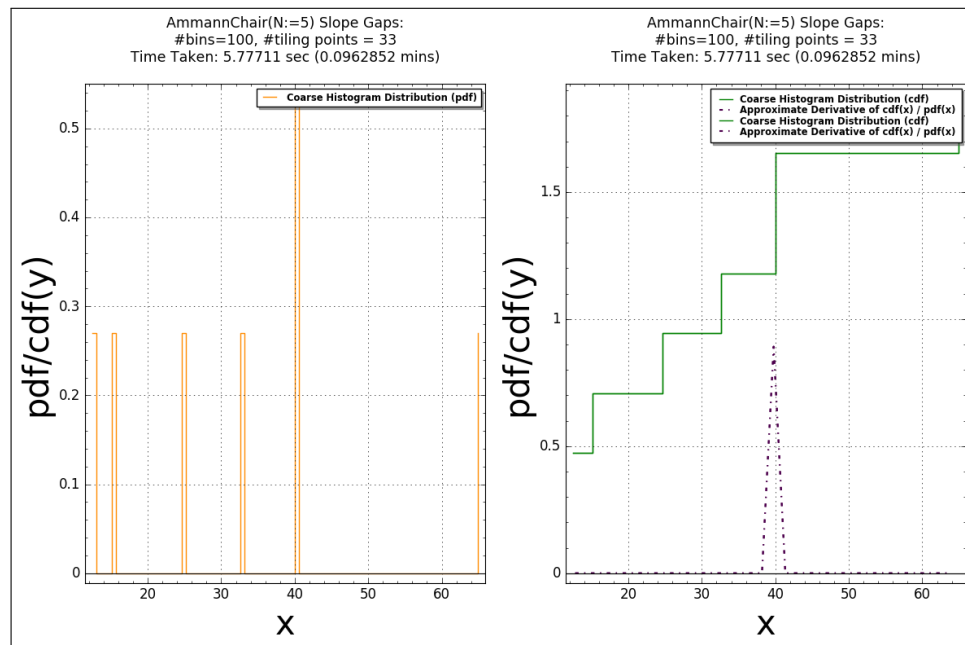 AmmannChair(N:=5) Slope Gaps:
#bins=100, #tiling points = 33
Time Taken: 5.77711 sec (0.0962852 mins)
Coarse Histogram Distribution (pdf)
0.5
0.4
0.3
0.2
0.1
0
pdf/cdf(y)
20 30 40 50 60
x
AmmannChair(N:=5) Slope Gaps:
#bins=100, #tiling points = 33
Time Taken: 5.77711 sec (0.0962852 mins)
Coarse Histogram Distribution (cdf)
Approximate Derivative of cdf(x) / pdf(x)
Coarse Histogram Distribution (cdf)
Approximate Derivative of cdf(x) / pdf(x)
1.5
1
0.5
0
pdf/cdf(y)
20 30 40 50 60
x